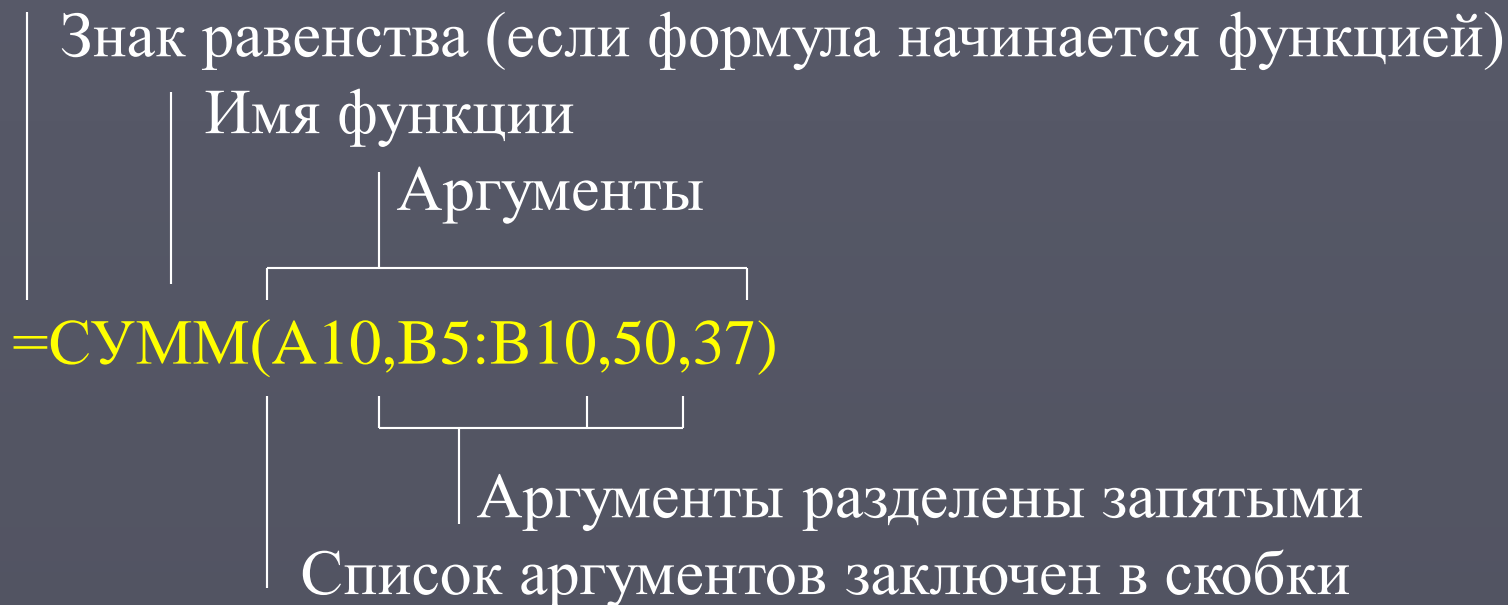 Знак равенства (если формула начинается функцией)
Имя функции
Аргументы
=СУММ(A10,B5:B10,50,37)
Аргументы разделены запятыми
Список аргументов заключен в скобки